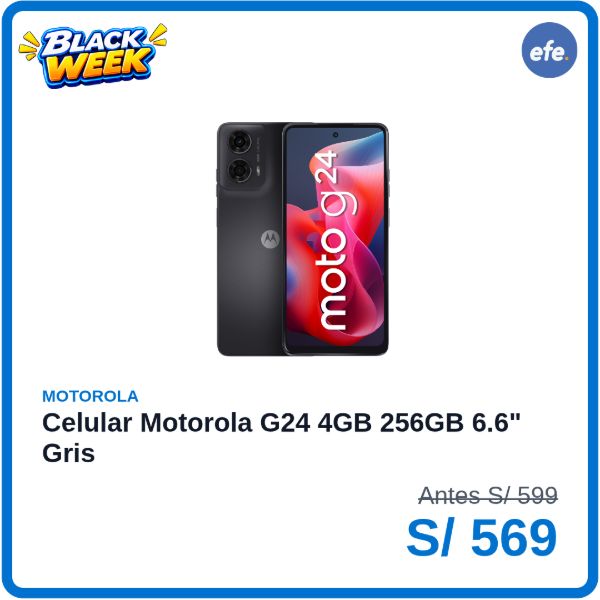 BLACK
WEEK
efe.
moto g24
MOTOROLA
Celular Motorola G24 4GB 256GB 6.6"
Gris
Antes S/ 599
S/ 569